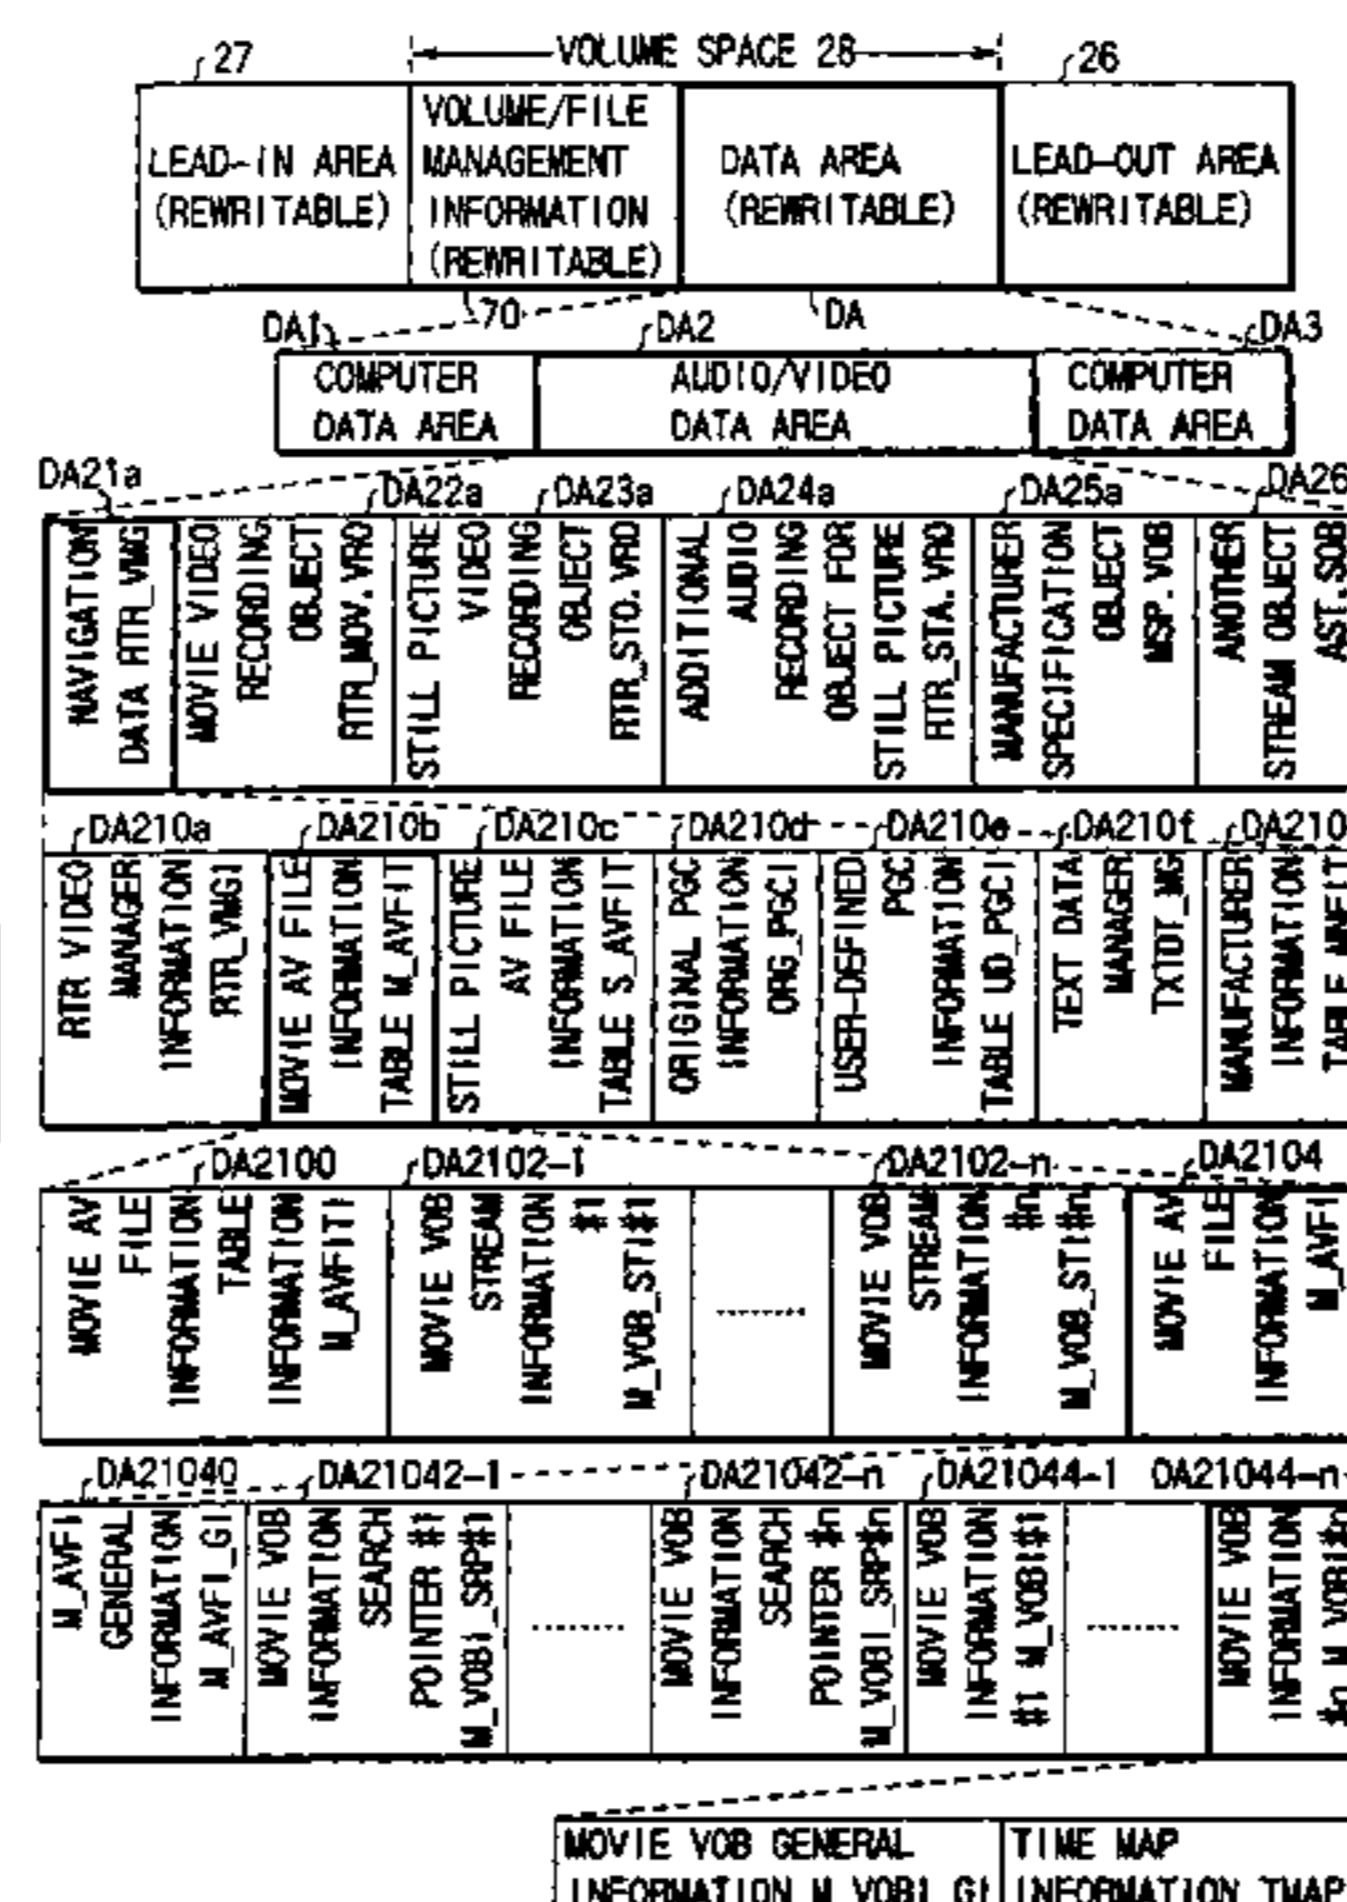 27
VOLUME SPACE 28
26
LEAD-IN AREA
(REWRITABLE)
VOLUME/FILE
MANAGEMENT
INFORMATION
(REWRITABLE)
DATA AREA
(REWRITABLE)
LEAD-OUT AREA
(REWRITABLE)
70
DA
DA1
DA2
DA3
COMPUTER
DATA AREA
AUDIO/VIDEO
DATA AREA
COMPUTER
DATA AREA
DA21a
DA22a
DA23a
DA24a
DA25a
DA26
NAVIGATION
DATA RTR_VMG
MOVIE VIDEO
RECORDING
OBJECT
RTR_MOV.VRO
STILL PICTURE
VIDEO
RECORDING
OBJECT
RTR_STO.VRO
ADDITIONAL
AUDIO
RECORDING
OBJECT FOR
STILL PICTURE
RTR_STA.VRO
MANUFACTURER
SPECIFICATION
OBJECT
MSP.VOB
ANOTHER
STREAM OBJECT
AST.SOB
DA210a
DA210b
DA210c
DA210d
DA210e
DA210f
DA210
RTR VIDEO
MANAGER
INFORMATION
RTR_VMGI
MOVIE AV FILE
INFORMATION
TABLE M_AVFIT
STILL PICTURE
AV FILE
INFORMATION
TABLE S_AVFIT
ORIGINAL PGC
INFORMATION
ORG_PGCI
USER-DEFINED
PGC
INFORMATION
TABLE UD_PGCI
TEXT DATA
MANAGER
TXTDT_MG
MANUFACTURER
INFORMATION
TABLE MNFIT
DA2100
DA2102-1
DA2102-n
DA2104
MOVIE AV
FILE
INFORMATION
TABLE
INFORMATION
M_AVFITI
MOVIE VOB
STREAM
INFORMATION
#1
M_VOB_STI#1
MOVIE VOB
STREAM
INFORMATION
#n
M_VOB_STI#n
MOVIE AV
FILE
INFORMATION
M_AVFI
DA21040
DA21042-1
DA21042-n
DA21044-1
DA21044-n
M_AVFI
GENERAL
INFORMATION
M_AVFI_GI
MOVIE VOB
INFORMATION
SEARCH
POINTER #1
M_VOBI_SRP#1
MOVIE VOB
INFORMATION
SEARCH
POINTER #n
M_VOBI_SRP#n
MOVIE VOB
INFORMATION
#1 M_VOBI#1
MOVIE VOB
INFORMATION
#n M_VOBI#n
MOVIE VOB GENERAL
INFORMATION M_VOBI_GI
TIME MAP
INFORMATION TMAP